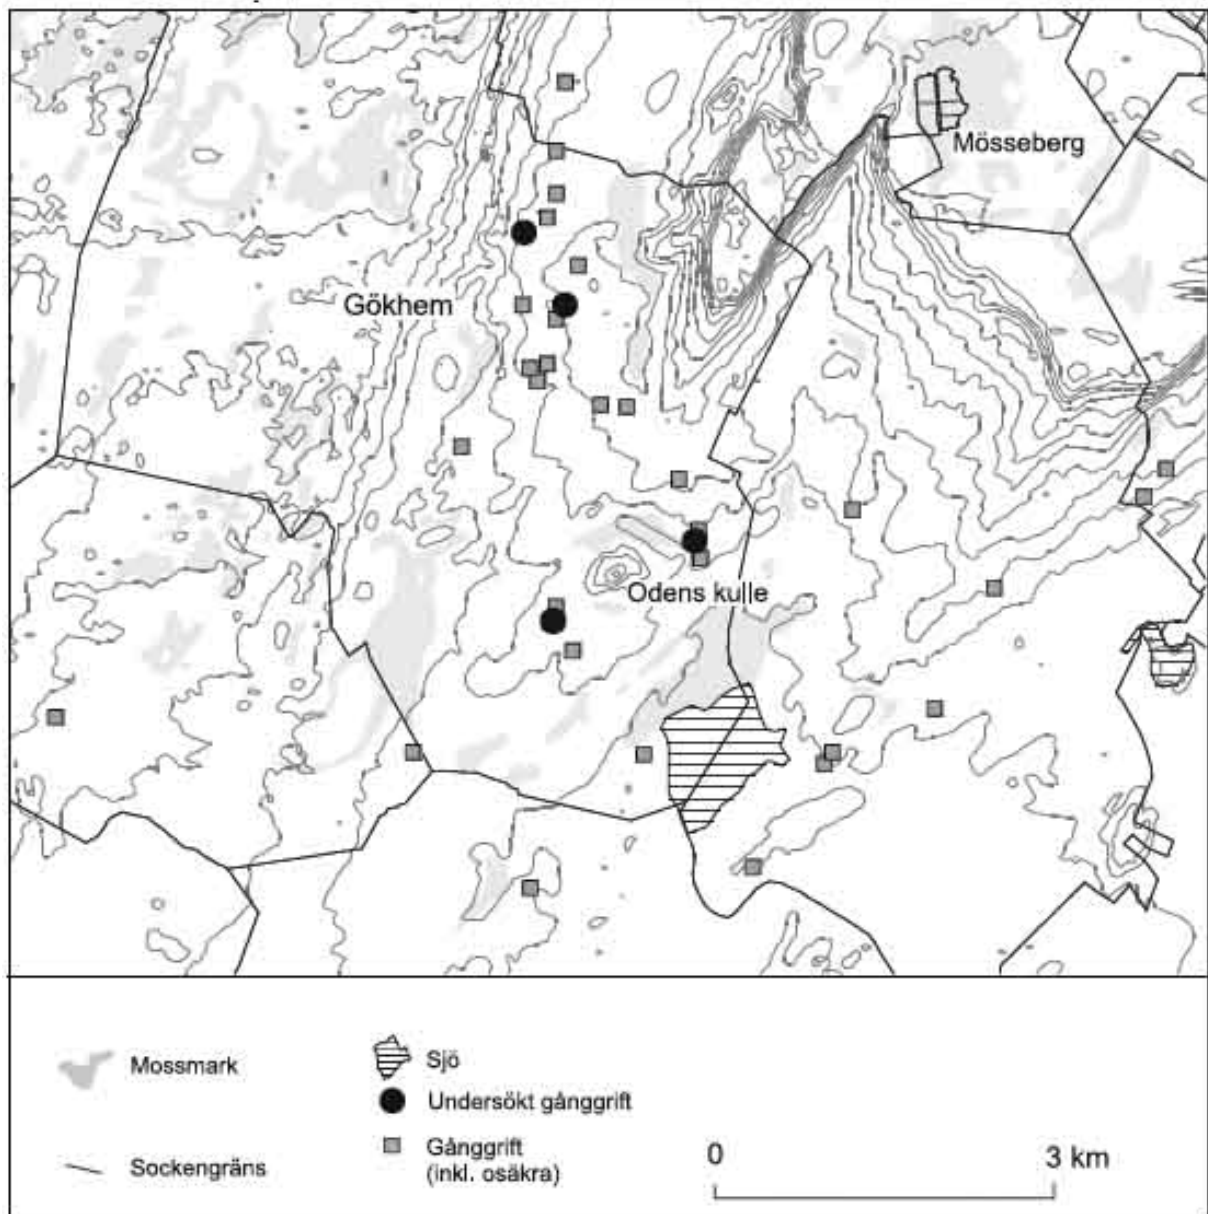 Mösseberg
Gökhem
Odens kulle
Mossmark
Sjö
Undersökt gånggrift
Sockengräns
Gånggrift
(inkl. osäkra)
0 3 km